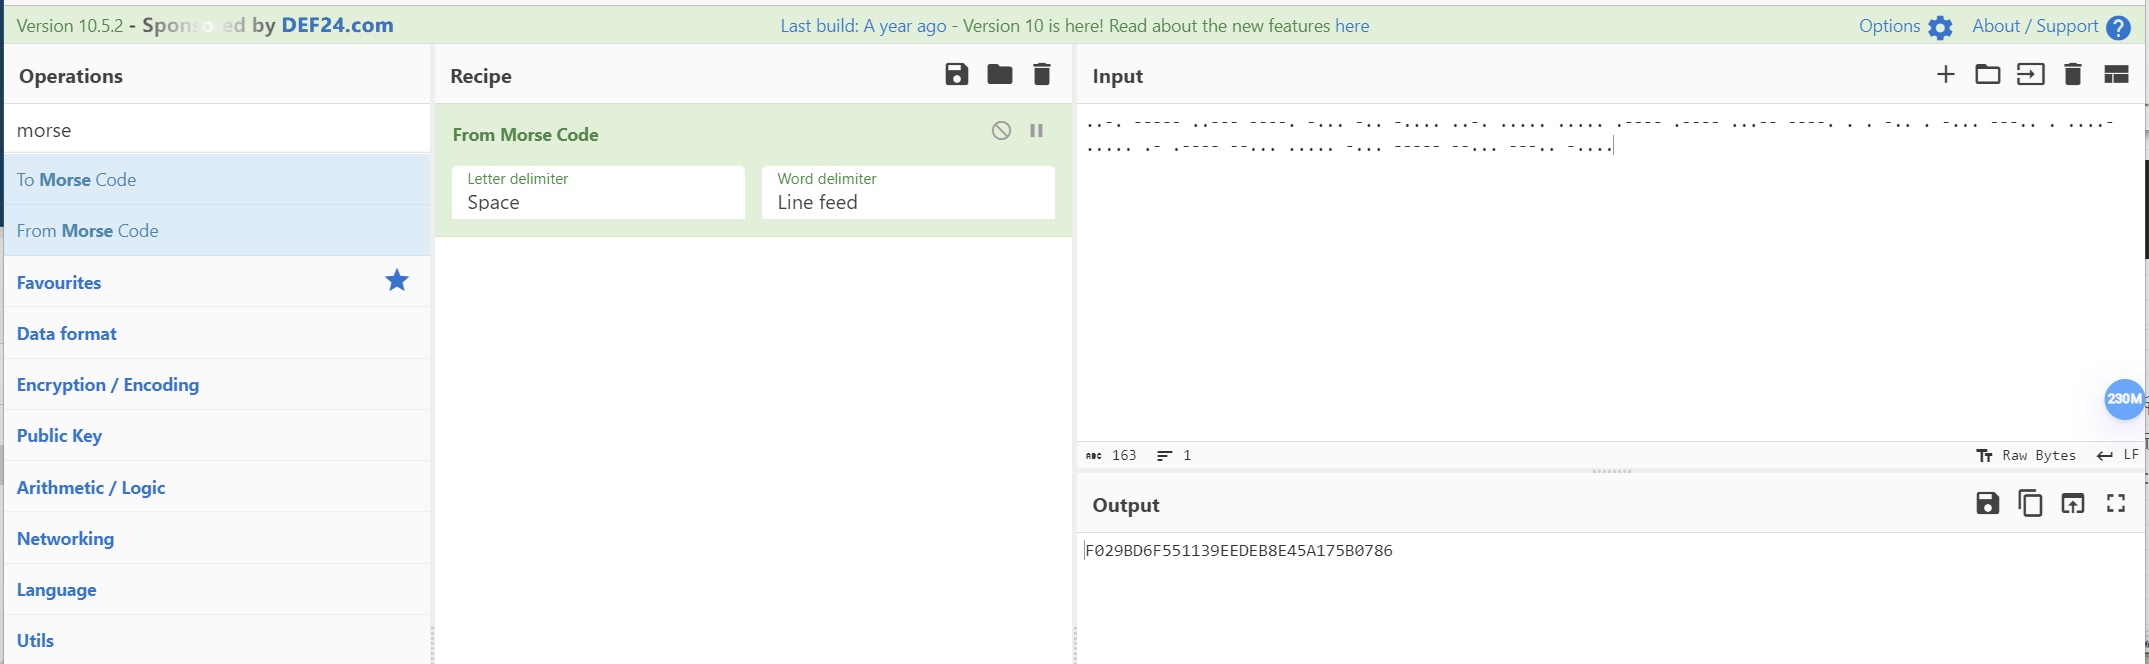 Version 10.5.2 - Sponsored by DEF24.com
Last build: A year ago - Version 10 is here! Read about the new features here
Options
About / Support
Operations
morse
To Morse Code
From Morse Code
Favourites
Data format
Encryption / Encoding
Public Key
Arithmetic / Logic
Networking
Language
Utils
Recipe
From Morse Code
Letter delimiter
Space
Word delimiter
Line feed
Input
..-. ----- ..--- ----. -... -.. -.... ..-. ..... ..... .---- .---- ...-- ----. . . -.. . -... ---.. . ....-
..... .- .---- --... ..... -... ----- --... ---.. -....
230M
ABC 163 1
Raw Bytes LF
Output
F029BD6F551139EEDEB8E45A175B0786